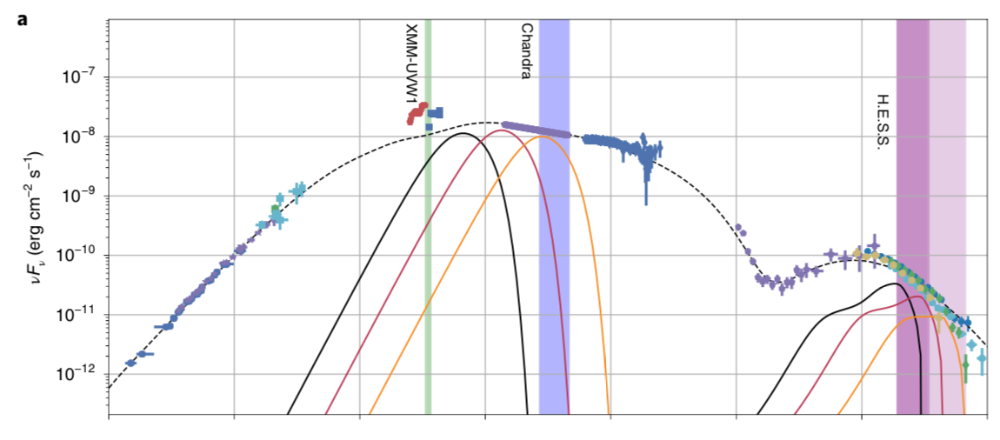 a
XMM-UVW1
Chandra
H.E.S.S.
νFν (erg cm⁻² s⁻¹)
10⁻⁷
10⁻⁸
10⁻⁹
10⁻¹⁰
10⁻¹¹
10⁻¹²